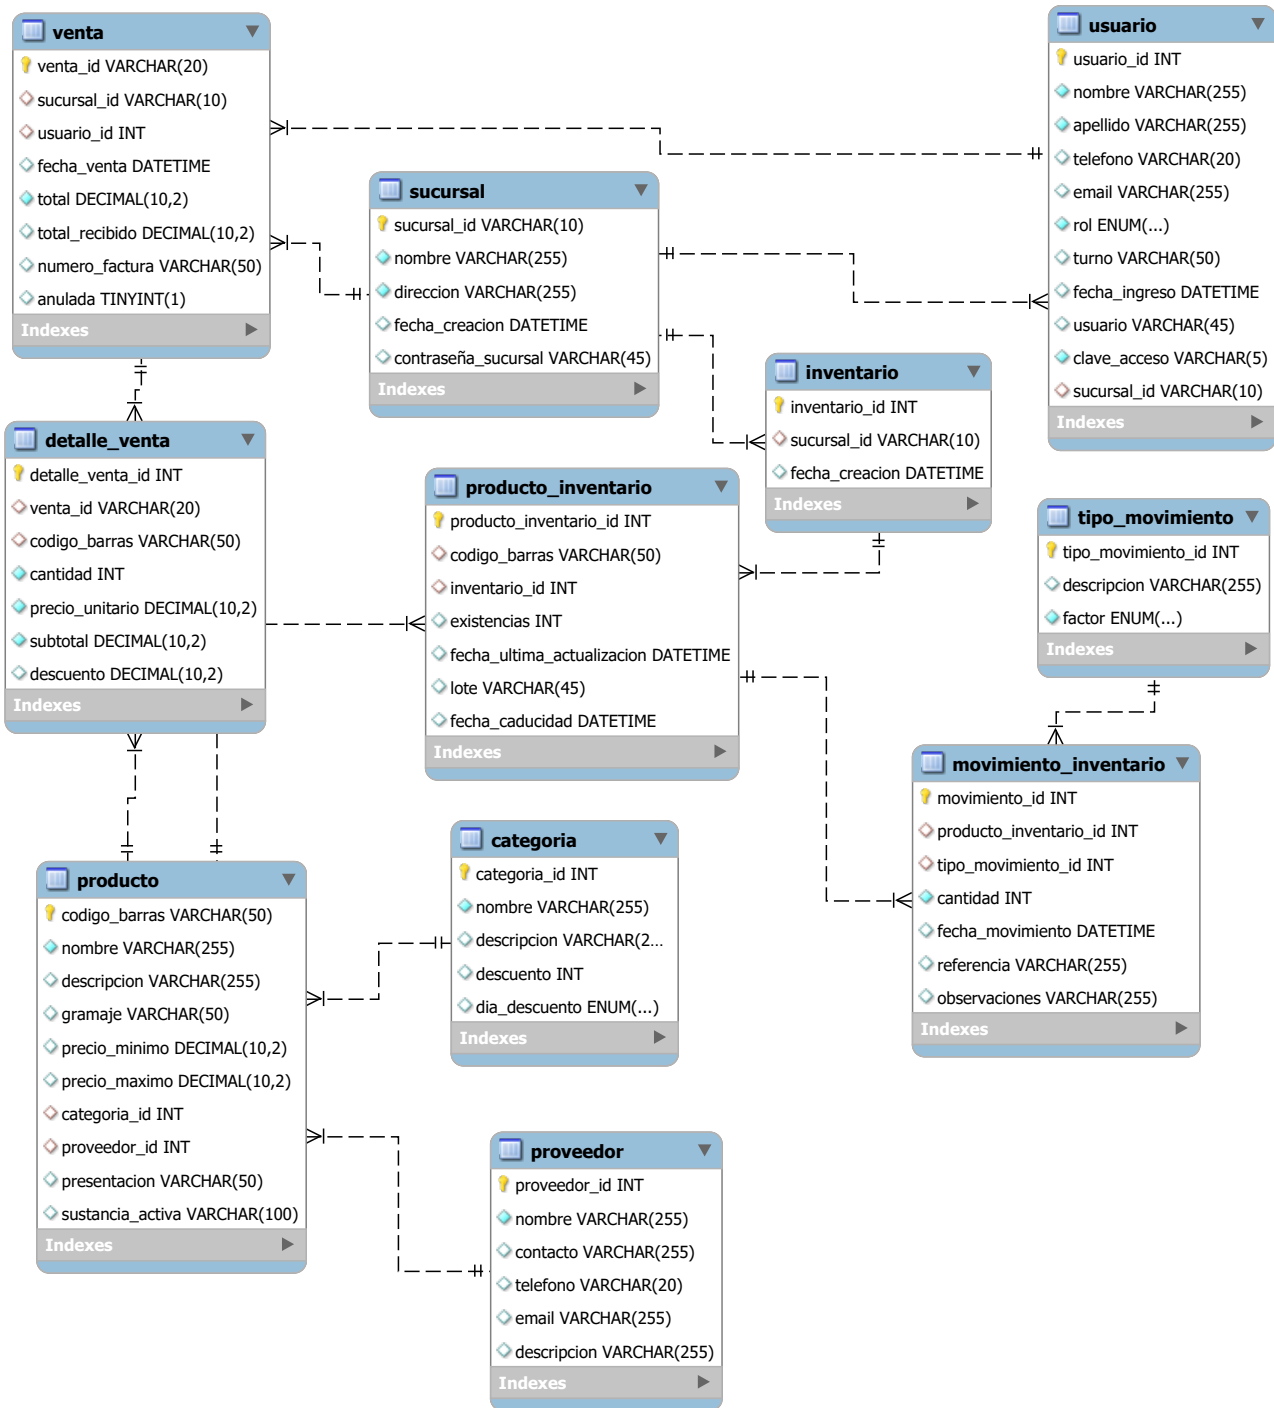 venta
venta_id VARCHAR(20)
sucursal_id VARCHAR(10)
usuario_id INT
fecha_venta DATETIME
total DECIMAL(10,2)
total_recibido DECIMAL(10,2)
numero_factura VARCHAR(50)
anulada TINYINT(1)
Indexes
usuario
usuario_id INT
nombre VARCHAR(255)
apellido VARCHAR(255)
telefono VARCHAR(20)
email VARCHAR(255)
rol ENUM(...)
turno VARCHAR(50)
fecha_ingreso DATETIME
usuario VARCHAR(45)
clave_acceso VARCHAR(5)
sucursal_id VARCHAR(10)
Indexes
sucursal
sucursal_id VARCHAR(10)
nombre VARCHAR(255)
direccion VARCHAR(255)
fecha_creacion DATETIME
contraseña_sucursal VARCHAR(45)
Indexes
inventario
inventario_id INT
sucursal_id VARCHAR(10)
fecha_creacion DATETIME
Indexes
detalle_venta
detalle_venta_id INT
venta_id VARCHAR(20)
codigo_barras VARCHAR(50)
cantidad INT
precio_unitario DECIMAL(10,2)
subtotal DECIMAL(10,2)
descuento DECIMAL(10,2)
Indexes
producto_inventario
producto_inventario_id INT
codigo_barras VARCHAR(50)
inventario_id INT
existencias INT
fecha_ultima_actualizacion DATETIME
lote VARCHAR(45)
fecha_caducidad DATETIME
Indexes
tipo_movimiento
tipo_movimiento_id INT
descripcion VARCHAR(255)
factor ENUM(...)
Indexes
movimiento_inventario
movimiento_id INT
producto_inventario_id INT
tipo_movimiento_id INT
cantidad INT
fecha_movimiento DATETIME
referencia VARCHAR(255)
observaciones VARCHAR(255)
Indexes
categoria
categoria_id INT
nombre VARCHAR(255)
descripcion VARCHAR(2...
descuento INT
dia_descuento ENUM(...)
Indexes
producto
codigo_barras VARCHAR(50)
nombre VARCHAR(255)
descripcion VARCHAR(255)
gramaje VARCHAR(50)
precio_minimo DECIMAL(10,2)
precio_maximo DECIMAL(10,2)
categoria_id INT
proveedor_id INT
presentacion VARCHAR(50)
sustancia_activa VARCHAR(100)
Indexes
proveedor
proveedor_id INT
nombre VARCHAR(255)
contacto VARCHAR(255)
telefono VARCHAR(20)
email VARCHAR(255)
descripcion VARCHAR(255)
Indexes